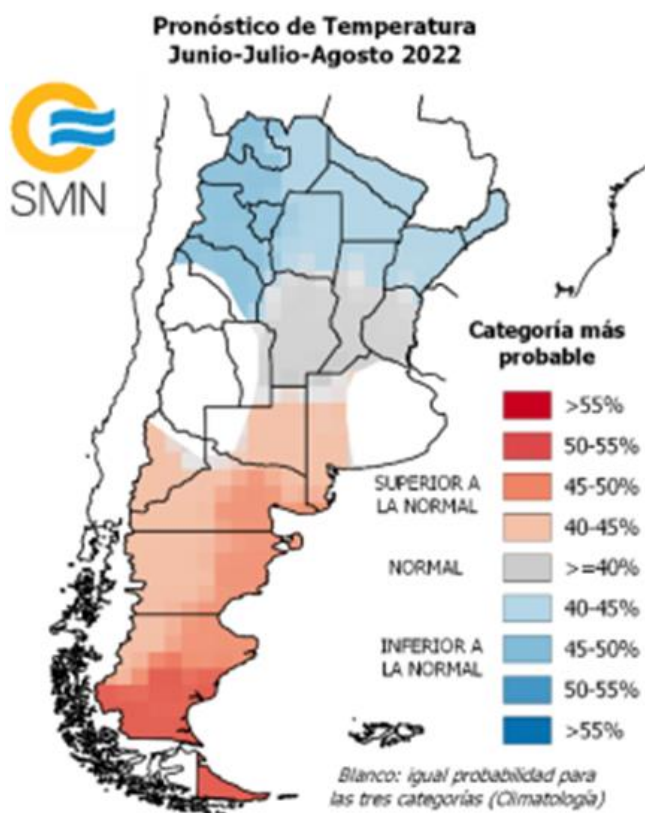 Pronóstico de Temperatura
Junio-Julio-Agosto 2022
SMN
Categoría más
probable
>55%
50-55%
45-50%
SUPERIOR A
LA NORMAL
40-45%
NORMAL
>=40%
40-45%
INFERIOR A
LA NORMAL
45-50%
50-55%
>55%
Blanco: igual probabilidad para
las tres categorías (Climatología)